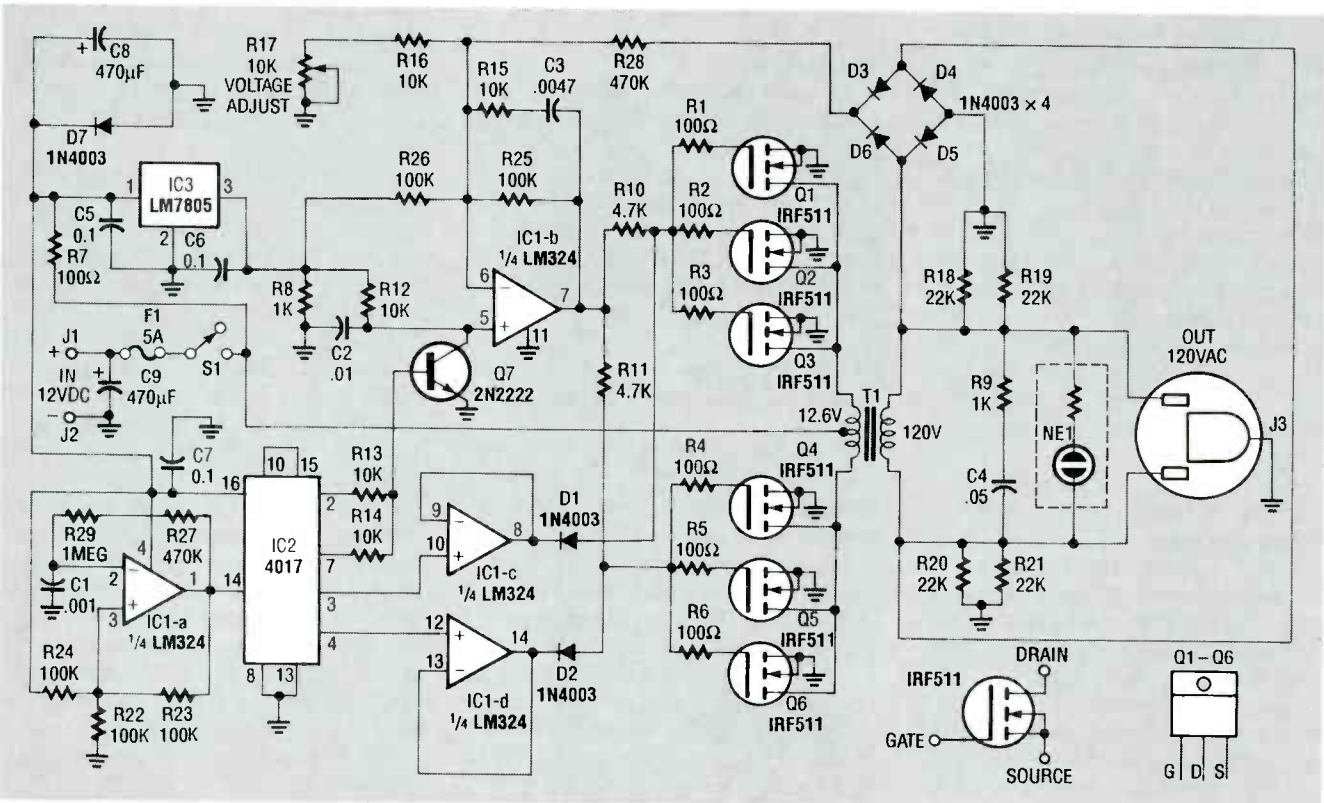 C8
470µF
D7
1N4003
R17
10K
VOLTAGE
ADJUST
R16
10K
R15
10K
C3
.0047
R28
470K
D3
D4
1N4003 × 4
D6
D5
1
IC3
LM7805
3
2
C5
0.1
C6
0.1
R7
100Ω
R26
100K
R25
100K
R8
1K
R12
10K
C2
.01
IC1-b
1/4 LM324
6
−
5
+
7
11
R10
4.7K
R11
4.7K
R1
100Ω
R2
100Ω
R3
100Ω
Q1
IRF511
Q2
IRF511
Q3
IRF511
J1
+
IN
12VDC
−
J2
F1
5A
S1
+
C9
470µF
Q7
2N2222
T1
12.6V
120V
R18
22K
R19
22K
R9
1K
NE1
C4
.05
OUT
120VAC
J3
R20
22K
R21
22K
C7
0.1
R29
1MEG
R27
470K
C1
.001
2
−
3
+
4
1
IC1-a
1/4 LM324
R24
100K
R22
100K
R23
100K
10
15
16
14
IC2
4017
2
7
3
4
8
13
R13
10K
R14
10K
9
−
10
+
8
IC1-c
1/4 LM324
D1
1N4003
12
+
13
−
14
IC1-d
1/4 LM324
D2
1N4003
R4
100Ω
R5
100Ω
R6
100Ω
Q4
IRF511
Q5
IRF511
Q6
IRF511
IRF511
DRAIN
GATE
SOURCE
Q1–Q6
G D S